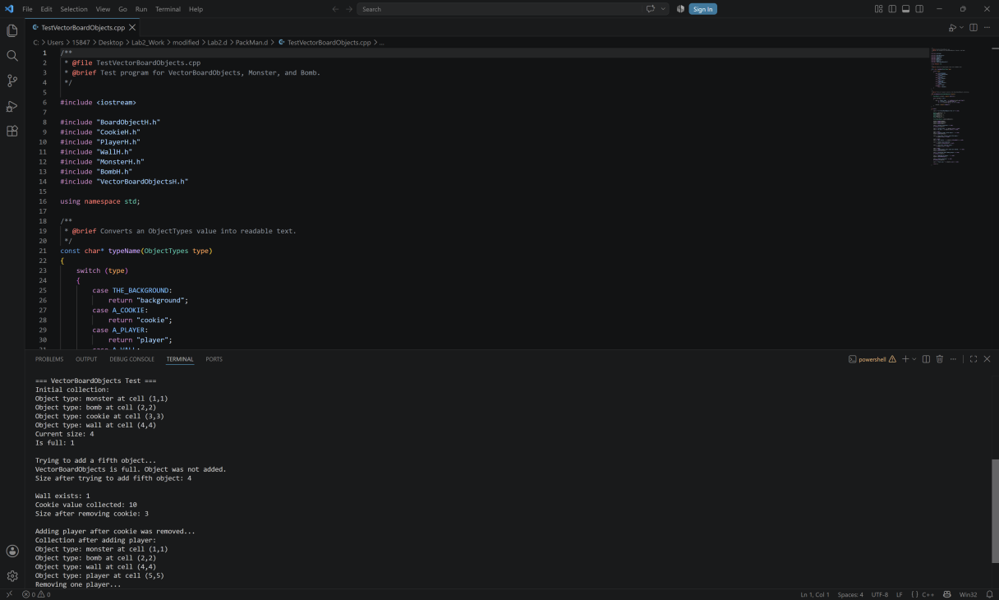 File Edit Selection View Go Run Terminal Help
Search
Sign In
TestVectorBoardObjects.cpp
C: > Users > 15847 > Desktop > Lab2_Work > modified > Lab2.d > PackMan.d > TestVectorBoardObjects.cpp > ...
1 /**
2  * @file TestVectorBoardObjects.cpp
3  * @brief Test program for VectorBoardObjects, Monster, and Bomb.
4  */
5
6 #include <iostream>
7
8 #include "BoardObjectH.h"
9 #include "CookieH.h"
10 #include "PlayerH.h"
11 #include "WallH.h"
12 #include "MonsterH.h"
13 #include "BombH.h"
14 #include "VectorBoardObjectsH.h"
15
16 using namespace std;
17
18 /**
19  * @brief Converts an ObjectTypes value into readable text.
20  */
21 const char* typeName(ObjectTypes type)
22 {
23     switch (type)
24     {
25         case THE_BACKGROUND:
26             return "background";
27         case A_COOKIE:
28             return "cookie";
29         case A_PLAYER:
30             return "player";
31         case A_WALL:
PROBLEMS OUTPUT DEBUG CONSOLE TERMINAL PORTS
powershell
=== VectorBoardObjects Test ===
Initial collection:
Object type: monster at cell (1,1)
Object type: bomb at cell (2,2)
Object type: cookie at cell (3,3)
Object type: wall at cell (4,4)
Current size: 4
Is full: 1
Trying to add a fifth object...
VectorBoardObjects is full. Object was not added.
Size after trying to add fifth object: 4
Wall exists: 1
Cookie value collected: 10
Size after removing cookie: 3
Adding player after cookie was removed...
Collection after adding player:
Object type: monster at cell (1,1)
Object type: bomb at cell (2,2)
Object type: wall at cell (4,4)
Object type: player at cell (5,5)
Removing one player...
0 0
Ln 1, Col 1 Spaces: 4 UTF-8 LF { } C++ Win32